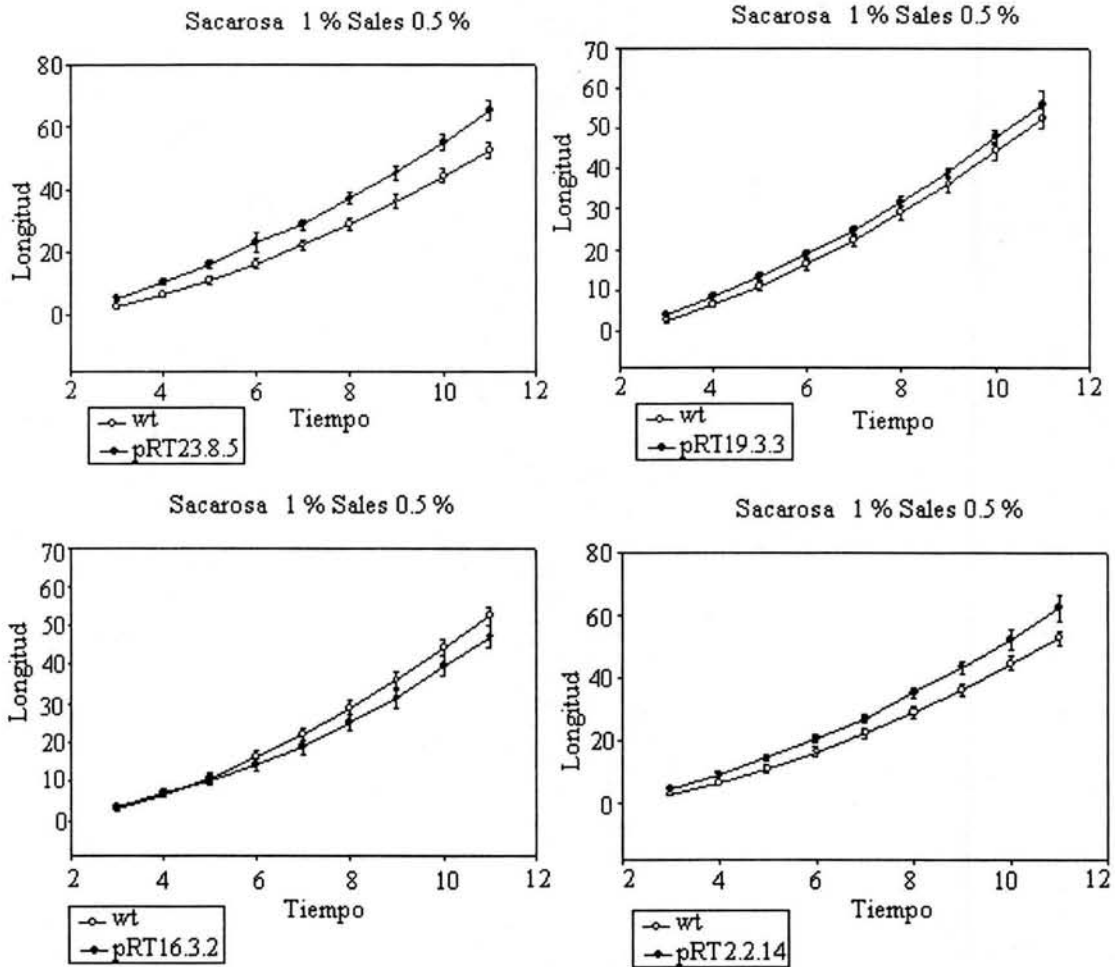 Sacarosa 1 % Sales 0.5 %
80
60
40
20
0
Longitud
2 4 6 8 10 12
Tiempo
wt
pRT23.8.5
Sacarosa 1 % Sales 0.5 %
70
60
50
40
30
20
10
0
Longitud
2 4 6 8 10 12
Tiempo
wt
pRT19.3.3
Sacarosa 1 % Sales 0.5 %
70
60
50
40
30
20
10
0
Longitud
2 4 6 8 10 12
Tiempo
wt
pRT16.3.2
Sacarosa 1 % Sales 0.5 %
80
60
40
20
0
Longitud
2 4 6 8 10 12
Tiempo
wt
pRT2.2.14